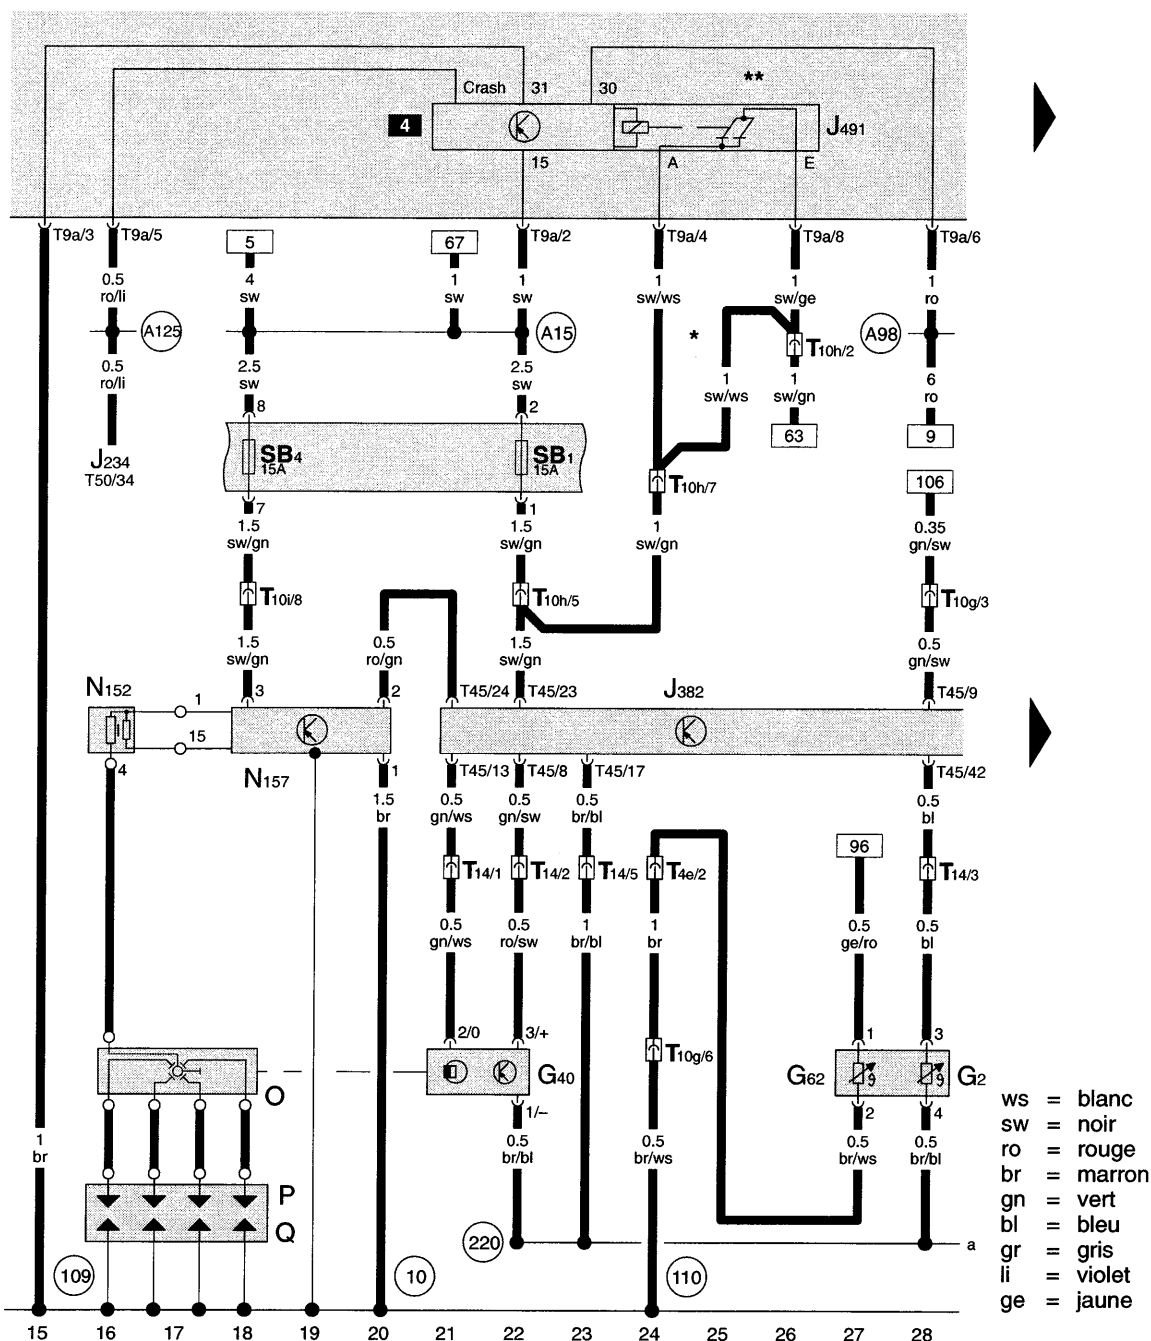 Crash 31 30 **
4 J491
15 A E
T9a/3 T9a/5 5 67 T9a/2 T9a/4 T9a/8 T9a/6
0.5 4 1 1 1 1 1
ro/li sw sw sw sw/ws sw/ge ro
A125 A15 * T10h/2 A98
0.5 2.5 2.5 1 1 6
ro/li sw sw sw/ws sw/gn ro
8 2
63 9
J234 SB4 SB1
T50/34 15A 15A
T10h/7 106
7 1
1.5 1.5 1 0.35
sw/gn sw/gn sw/gn gn/sw
T10i/8 T10h/5 T10g/3
1.5 0.5 1.5 0.5
sw/gn ro/gn sw/gn gn/sw
N152 1 3 2 T45/24 T45/23 J382 T45/9
15
4 N157 1 T45/13 T45/8 T45/17 T45/42
1.5 0.5 0.5 0.5 0.5
br gn/ws gn/sw br/bl bl
96
T14/1 T14/2 T14/5 T4e/2 T14/3
0.5 0.5 1 1 0.5 0.5
gn/ws ro/sw br/bl br ge/ro bl
2/0 3/+ T10g/6 1 3
G40 G62 G2
O
1/– 2 4
1 0.5 0.5 0.5 0.5
br br/bl br/ws br/ws br/bl
P
Q
220 a
109 10 110
15 16 17 18 19 20 21 22 23 24 25 26 27 28
ws = blanc
sw = noir
ro = rouge
br = marron
gn = vert
bl = bleu
gr = gris
li = violet
ge = jaune